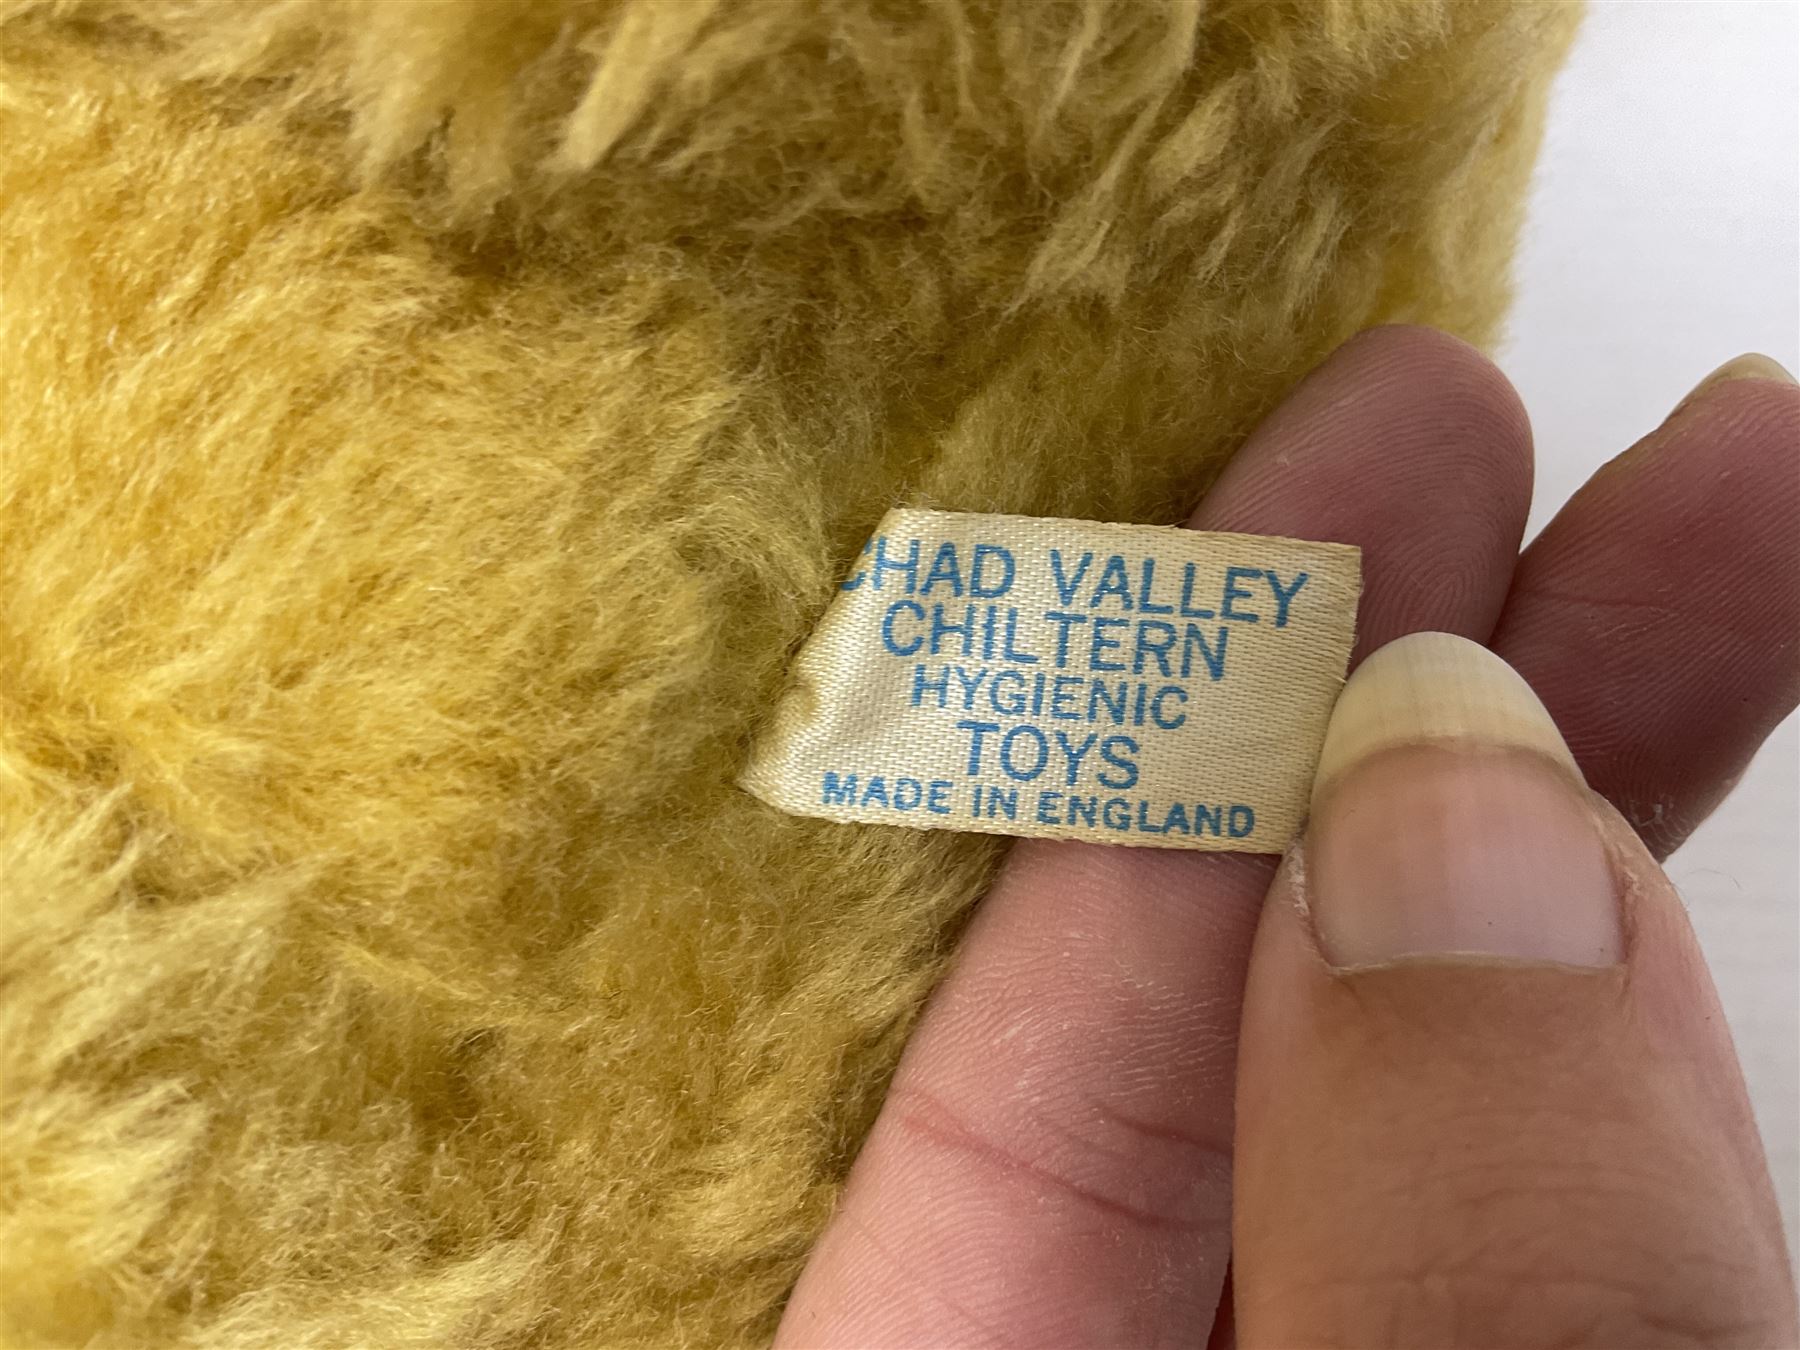 CHAD VALLEY
CHILTERN
HYGIENIC
TOYS
MADE IN ENGLAND